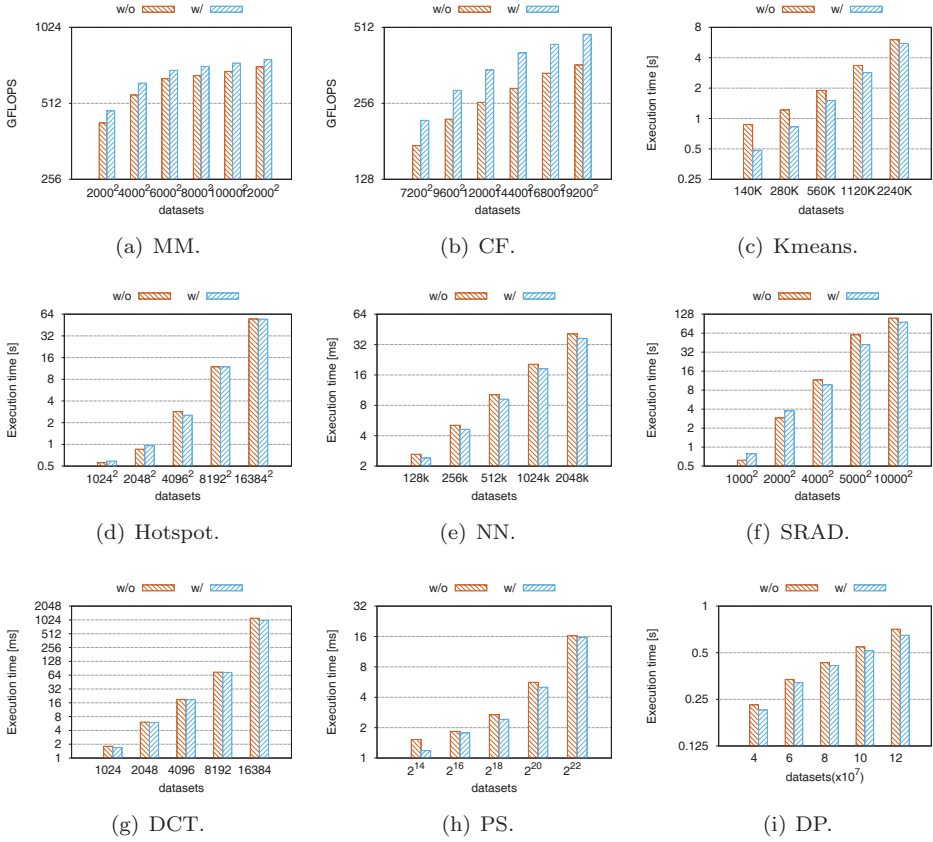 w/o w/
1024
512
256
GFLOPS
2000² 4000² 6000² 8000² 10000² 12000²
datasets
(a) MM.
w/o w/
512
256
128
GFLOPS
7200² 9600² 12000² 14400² 16800² 19200²
datasets
(b) CF.
w/o w/
8
4
2
1
0.5
0.25
Execution time [s]
140K 280K 560K 1120K 2240K
datasets
(c) Kmeans.
w/o w/
64
32
16
8
4
2
1
0.5
Execution time [s]
1024² 2048² 4096² 8192² 16384²
datasets
(d) Hotspot.
w/o w/
64
32
16
8
4
2
Execution time [ms]
128k 256k 512k 1024k 2048k
datasets
(e) NN.
w/o w/
128
64
32
16
8
4
2
1
0.5
Execution time [s]
1000² 2000² 4000² 5000² 10000²
datasets
(f) SRAD.
w/o w/
2048
1024
512
256
128
64
32
16
8
4
2
1
Execution time [ms]
1024 2048 4096 8192 16384
datasets
(g) DCT.
w/o w/
32
16
8
4
2
1
Execution time [ms]
2¹⁴ 2¹⁶ 2¹⁸ 2²⁰ 2²²
datasets
(h) PS.
w/o w/
1
0.5
0.25
0.125
Execution time [s]
4 6 8 10 12
datasets(x10⁷)
(i) DP.